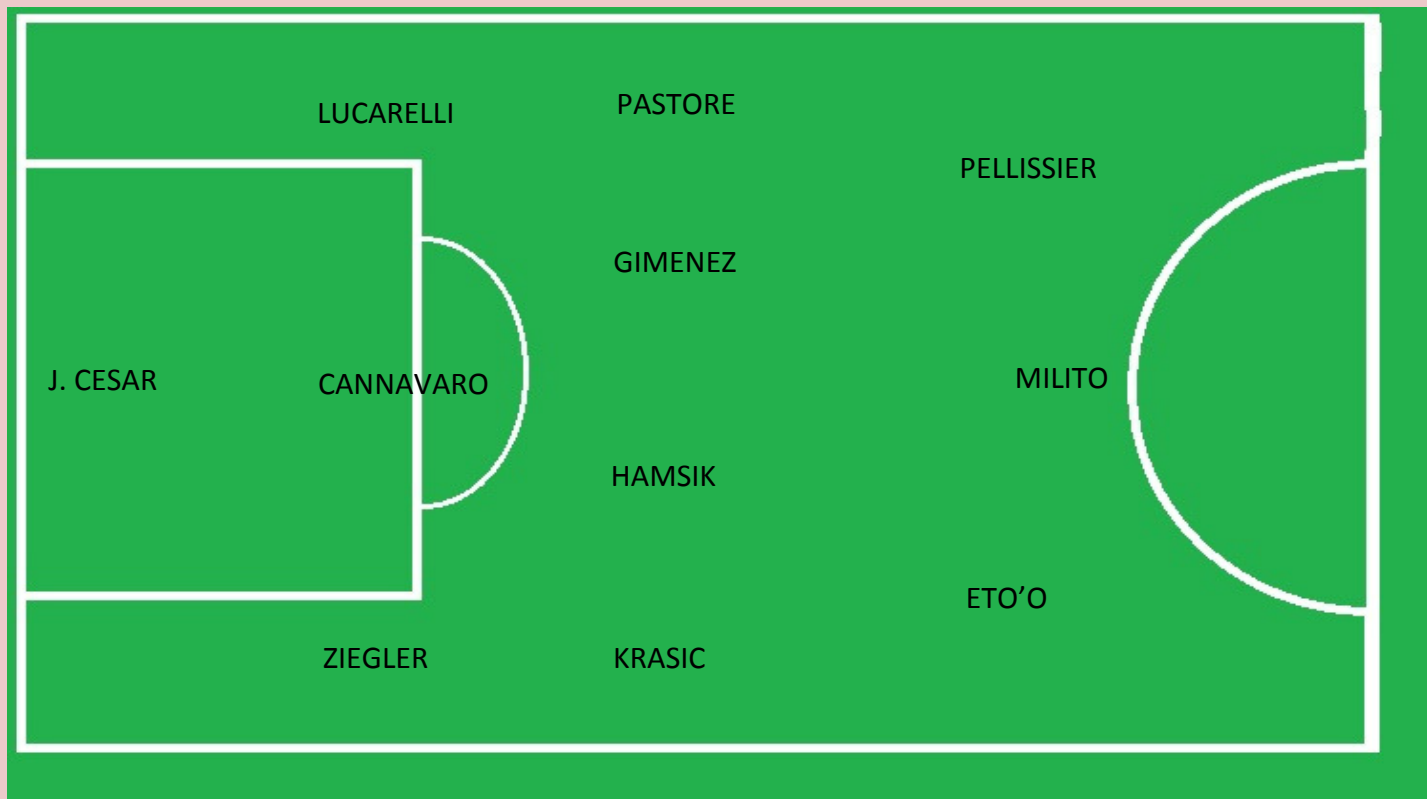 LUCARELLI
PASTORE
PELLISSIER
GIMENEZ
J. CESAR
CANNAVARO
MILITO
HAMSIK
ETO’O
ZIEGLER
KRASIC